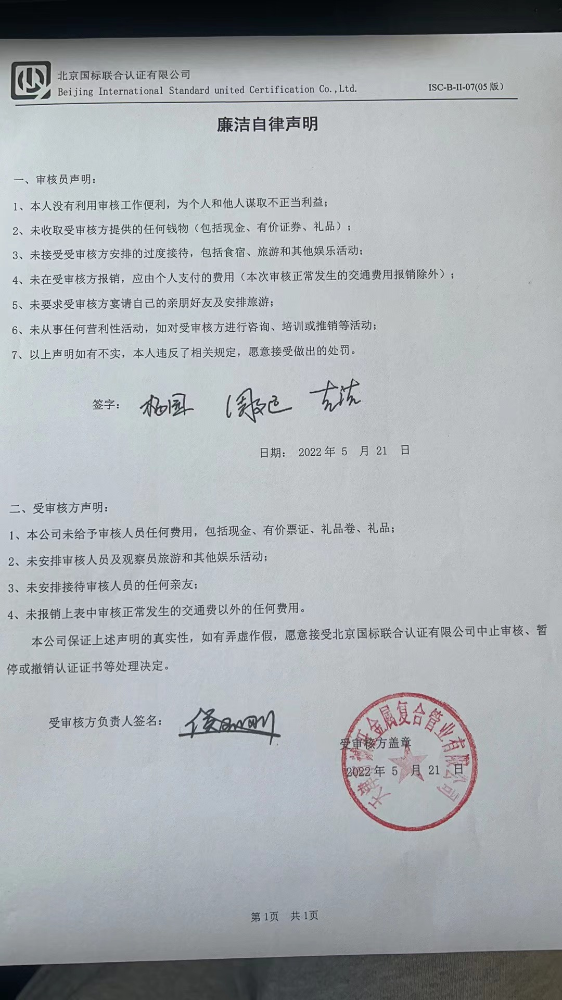 北京国标联合认证有限公司
Beijing International Standard united Certification Co.,Ltd.
ISC-B-II-07(05 版)
廉洁自律声明
一、审核员声明：
1、本人没有利用审核工作便利，为个人和他人谋取不正当利益；
2、未收取受审核方提供的任何钱物（包括现金、有价证券、礼品）；
3、未接受受审核方安排的过度接待，包括食宿、旅游和其他娱乐活动；
4、未在受审核方报销，应由个人支付的费用（本次审核正常发生的交通费用报销除外）；
5、未要求受审核方宴请自己的亲朋好友及安排旅游；
6、未从事任何营利性活动，如对受审核方进行咨询、培训或推销等活动；
7、以上声明如有不实，本人违反了相关规定，愿意接受做出的处罚。
签字： 杨园 吉洁
日期： 2022 年 5 月 21 日
二、受审核方声明：
1、本公司未给予审核人员任何费用，包括现金、有价票证、礼品卷、礼品；
2、未安排审核人员及观察员旅游和其他娱乐活动；
3、未安排接待审核人员的任何亲友；
4、未报销上表中审核正常发生的交通费以外的任何费用。
本公司保证上述声明的真实性，如有弄虚作假，愿意接受北京国标联合认证有限公司中止审核、暂
停或撤销认证证书等处理决定。
受审核方负责人签名：
金属复合管业有限公司
受审核方盖章
2022 年 5 月 21 日
第 1页 共 1页